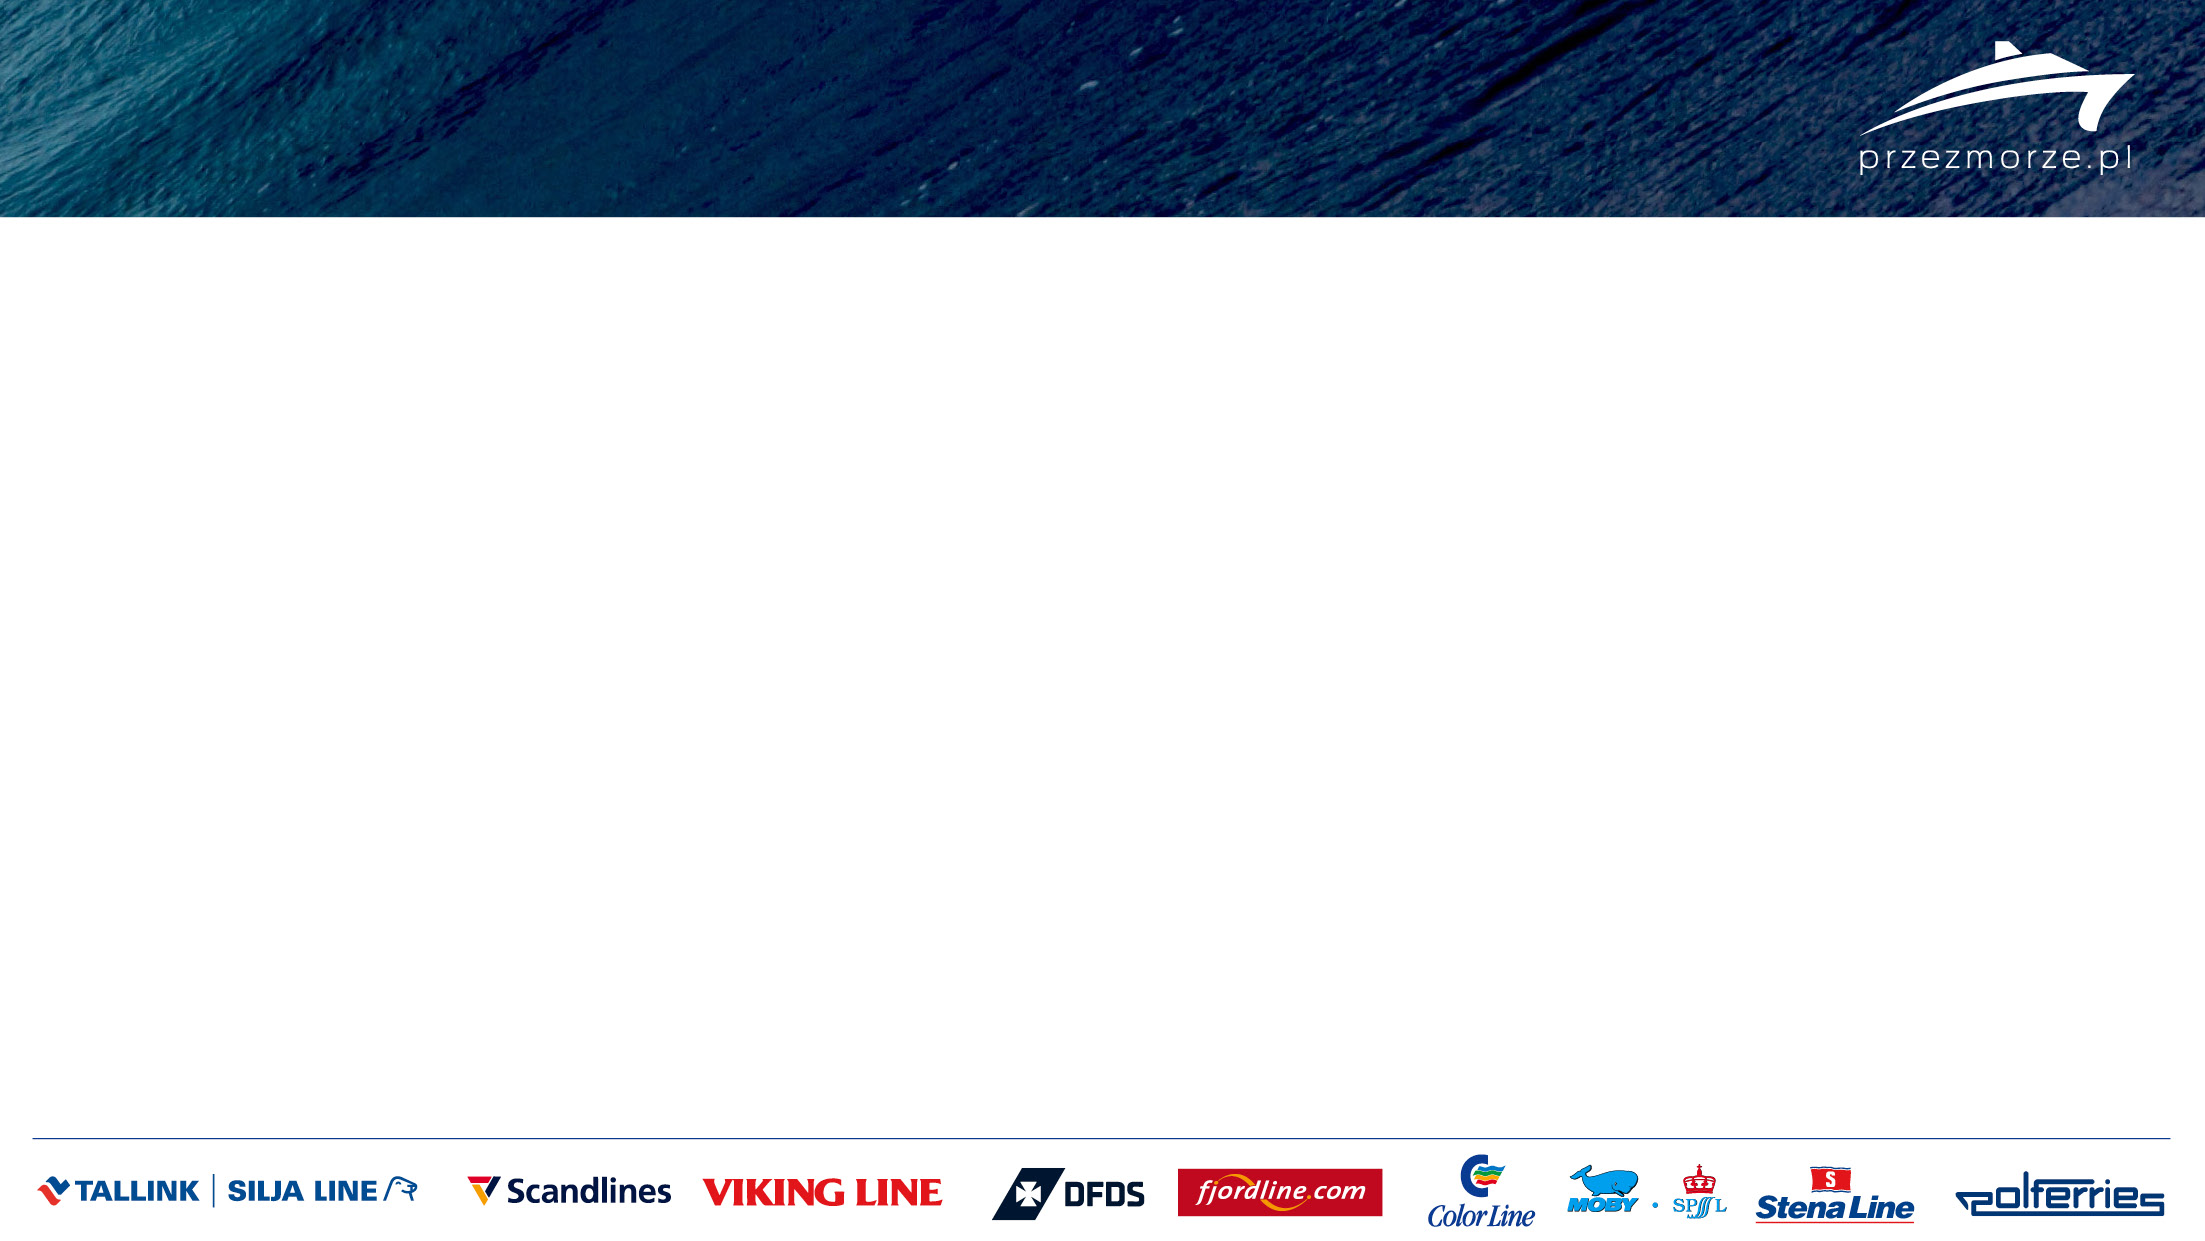 przezmorze.pl
TALLINK SILJA LINE
Scandlines
VIKING LINE
DFDS
fjordline.com
Color Line
MOBY • SPL
S
Stena Line
polferries